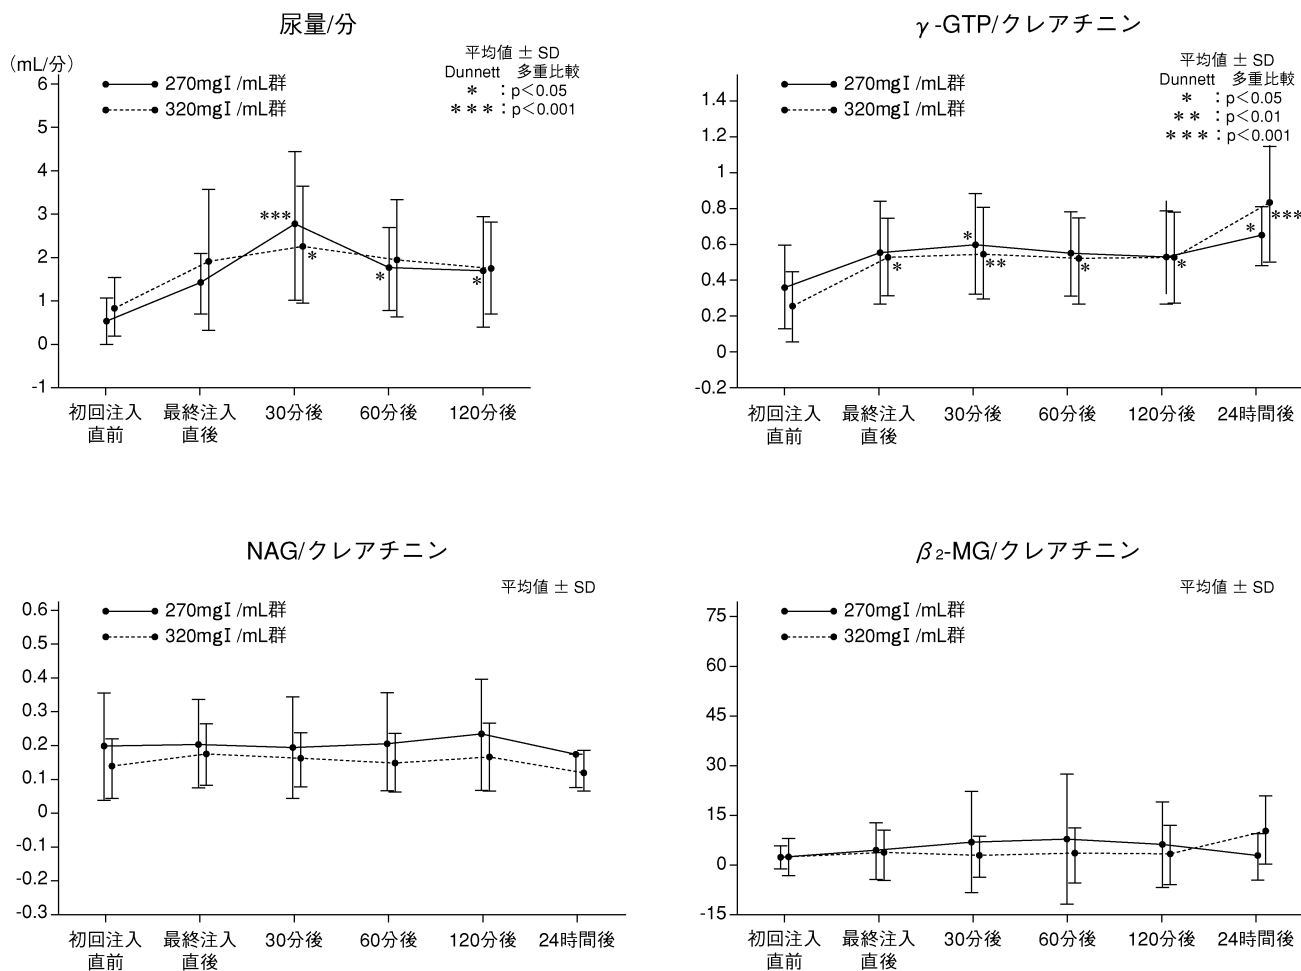 尿量/分
（mL/分）
平均値 ± SD
Dunnett 多重比較
* ：p＜0.05
***：p＜0.001
270mgI /mL群
320mgI /mL群
6
5
4
3
2
1
0
-1
***
*
*
*
初回注入
直前
最終注入
直後
30分後
60分後
120分後
γ-GTP/クレアチニン
平均値 ± SD
Dunnett 多重比較
* ：p＜0.05
** ：p＜0.01
***：p＜0.001
270mgI /mL群
320mgI /mL群
1.4
1.2
1
0.8
0.6
0.4
0.2
0
-0.2
*
*
**
*
*
*
***
初回注入
直前
最終注入
直後
30分後
60分後
120分後
24時間後
NAG/クレアチニン
平均値 ± SD
270mgI /mL群
320mgI /mL群
0.6
0.5
0.4
0.3
0.2
0.1
0
-0.1
-0.2
-0.3
初回注入
直前
最終注入
直後
30分後
60分後
120分後
24時間後
β2-MG/クレアチニン
平均値 ± SD
270mgI /mL群
320mgI /mL群
75
60
45
30
15
0
-15
初回注入
直前
最終注入
直後
30分後
60分後
120分後
24時間後